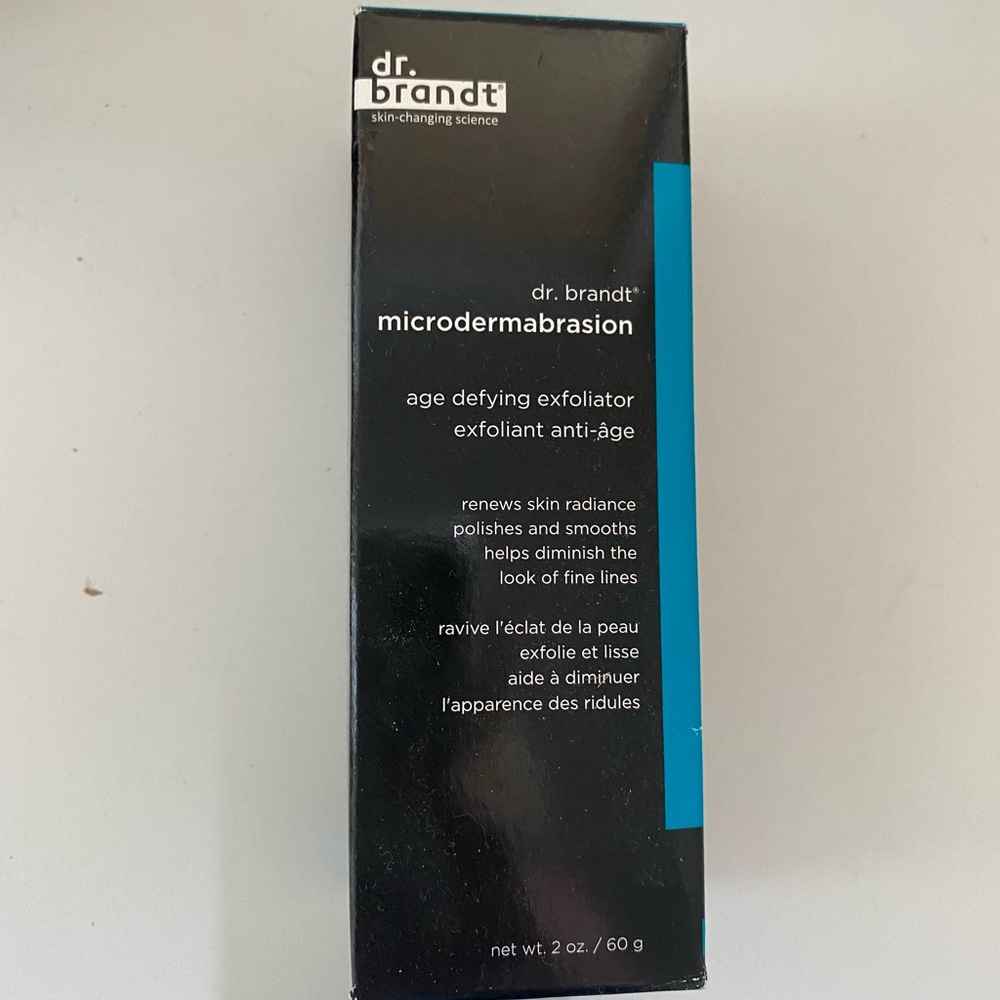 dr.
brandt®
skin-changing science
dr. brandt®
microdermabrasion
age defying exfoliator
exfoliant anti-âge
renews skin radiance
polishes and smooths
helps diminish the
look of fine lines
ravive l'éclat de la peau
exfolie et lisse
aide à diminuer
l'apparence des ridules
net wt. 2 oz. / 60 g